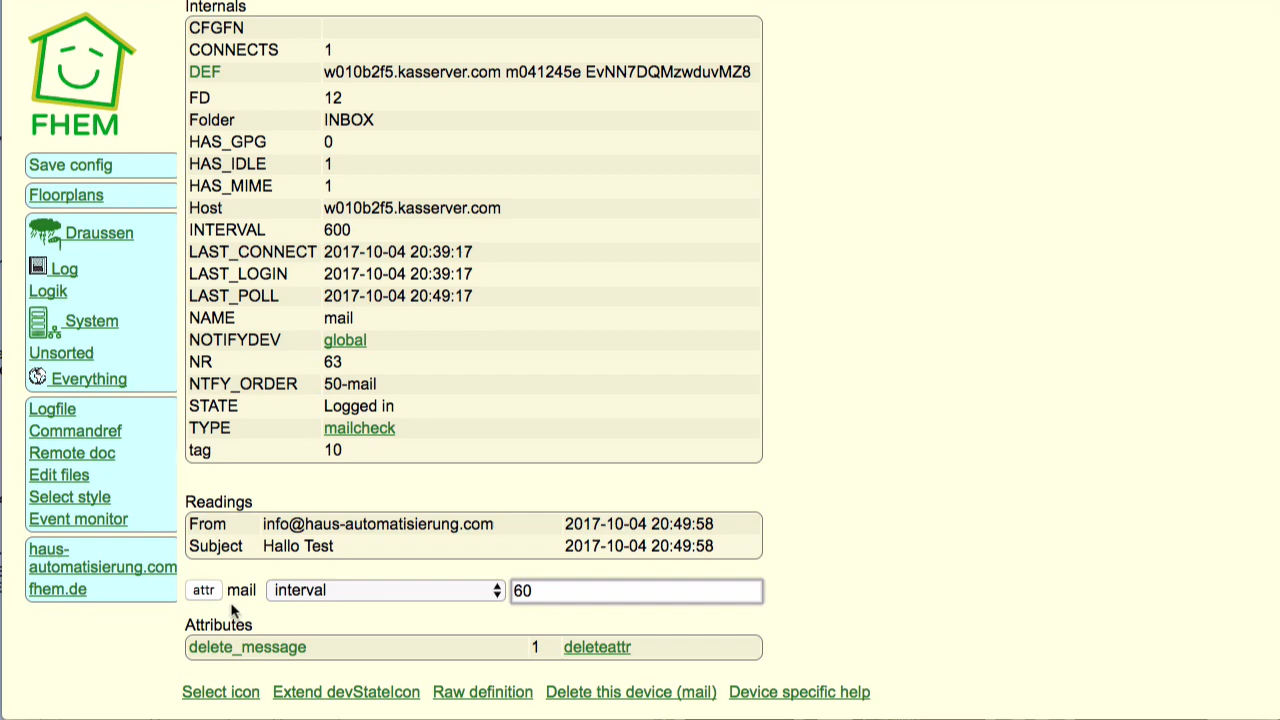 FHEM
Save config
Floorplans
Draussen
Log
Logik
System
Unsorted
Everything
Logfile
Commandref
Remote doc
Edit files
Select style
Event monitor
haus-
automatisierung.com
fhem.de
Internals
CFGFN
CONNECTS 1
DEF w010b2f5.kasserver.com m041245e EvNN7DQMzwduvMZ8
FD 12
Folder INBOX
HAS_GPG 0
HAS_IDLE 1
HAS_MIME 1
Host w010b2f5.kasserver.com
INTERVAL 600
LAST_CONNECT 2017-10-04 20:39:17
LAST_LOGIN 2017-10-04 20:39:17
LAST_POLL 2017-10-04 20:49:17
NAME mail
NOTIFYDEV global
NR 63
NTFY_ORDER 50-mail
STATE Logged in
TYPE mailcheck
tag 10
Readings
From info@haus-automatisierung.com 2017-10-04 20:49:58
Subject Hallo Test 2017-10-04 20:49:58
attr mail interval 60
Attributes
delete_message 1 deleteattr
Select icon Extend devStateIcon Raw definition Delete this device (mail) Device specific help